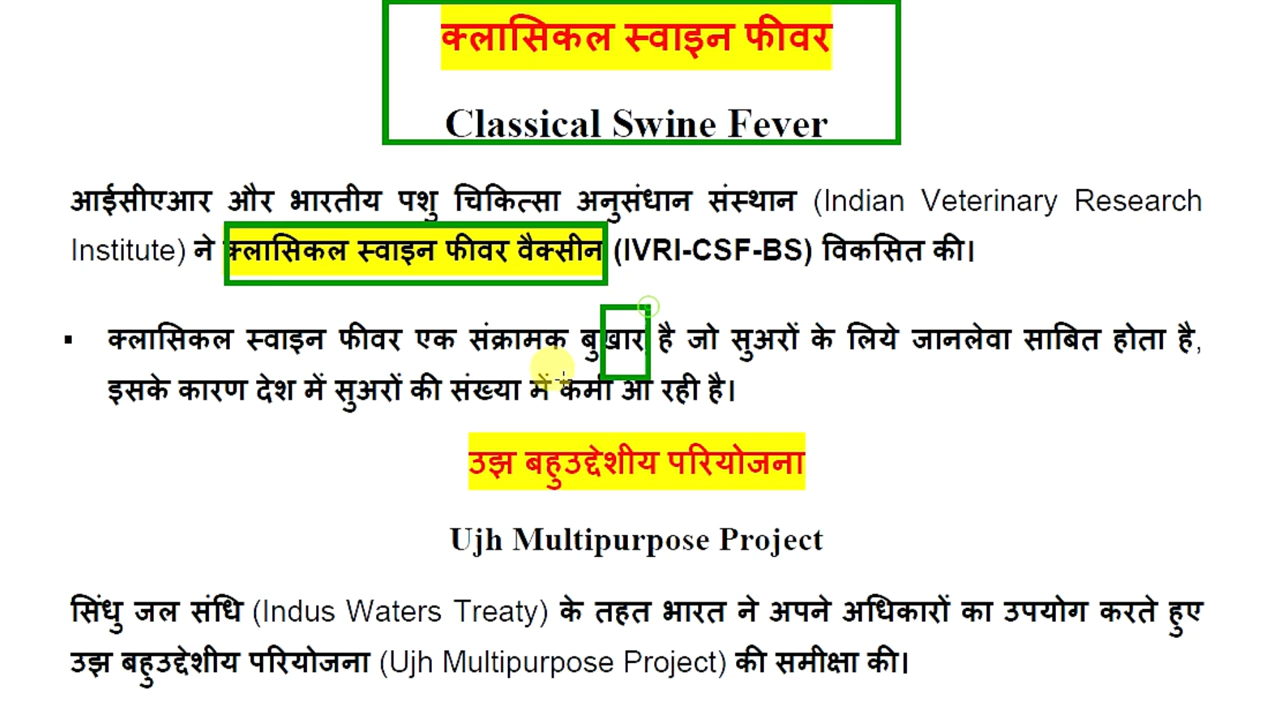 क्लासिकल स्वाइन फीवर
Classical Swine Fever
आईसीएआर और भारतीय पशु चिकित्सा अनुसंधान संस्थान (Indian Veterinary Research
Institute) ने क्लासिकल स्वाइन फीवर वैक्सीन (IVRI-CSF-BS) विकसित की।
▪ क्लासिकल स्वाइन फीवर एक संक्रामक बुखार है जो सुअरों के लिये जानलेवा साबित होता है,
इसके कारण देश में सुअरों की संख्या में कमी आ रही है।
उझ बहुउद्देशीय परियोजना
Ujh Multipurpose Project
सिंधु जल संधि (Indus Waters Treaty) के तहत भारत ने अपने अधिकारों का उपयोग करते हुए
उझ बहुउद्देशीय परियोजना (Ujh Multipurpose Project) की समीक्षा की।